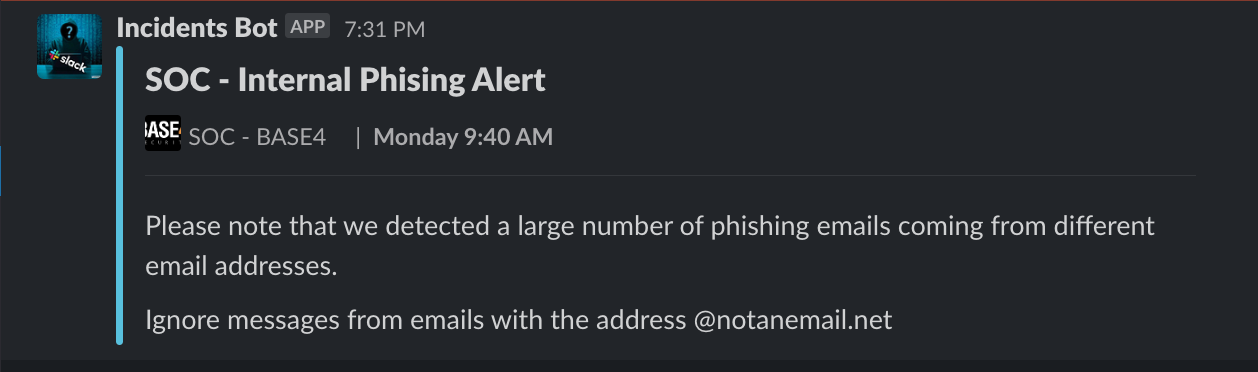 Incidents Bot APP 7:31 PM
?
slack
SOC - Internal Phising Alert
BASE4 SOC - BASE4 | Monday 9:40 AM
Please note that we detected a large number of phishing emails coming from different
email addresses.
Ignore messages from emails with the address @notanemail.net